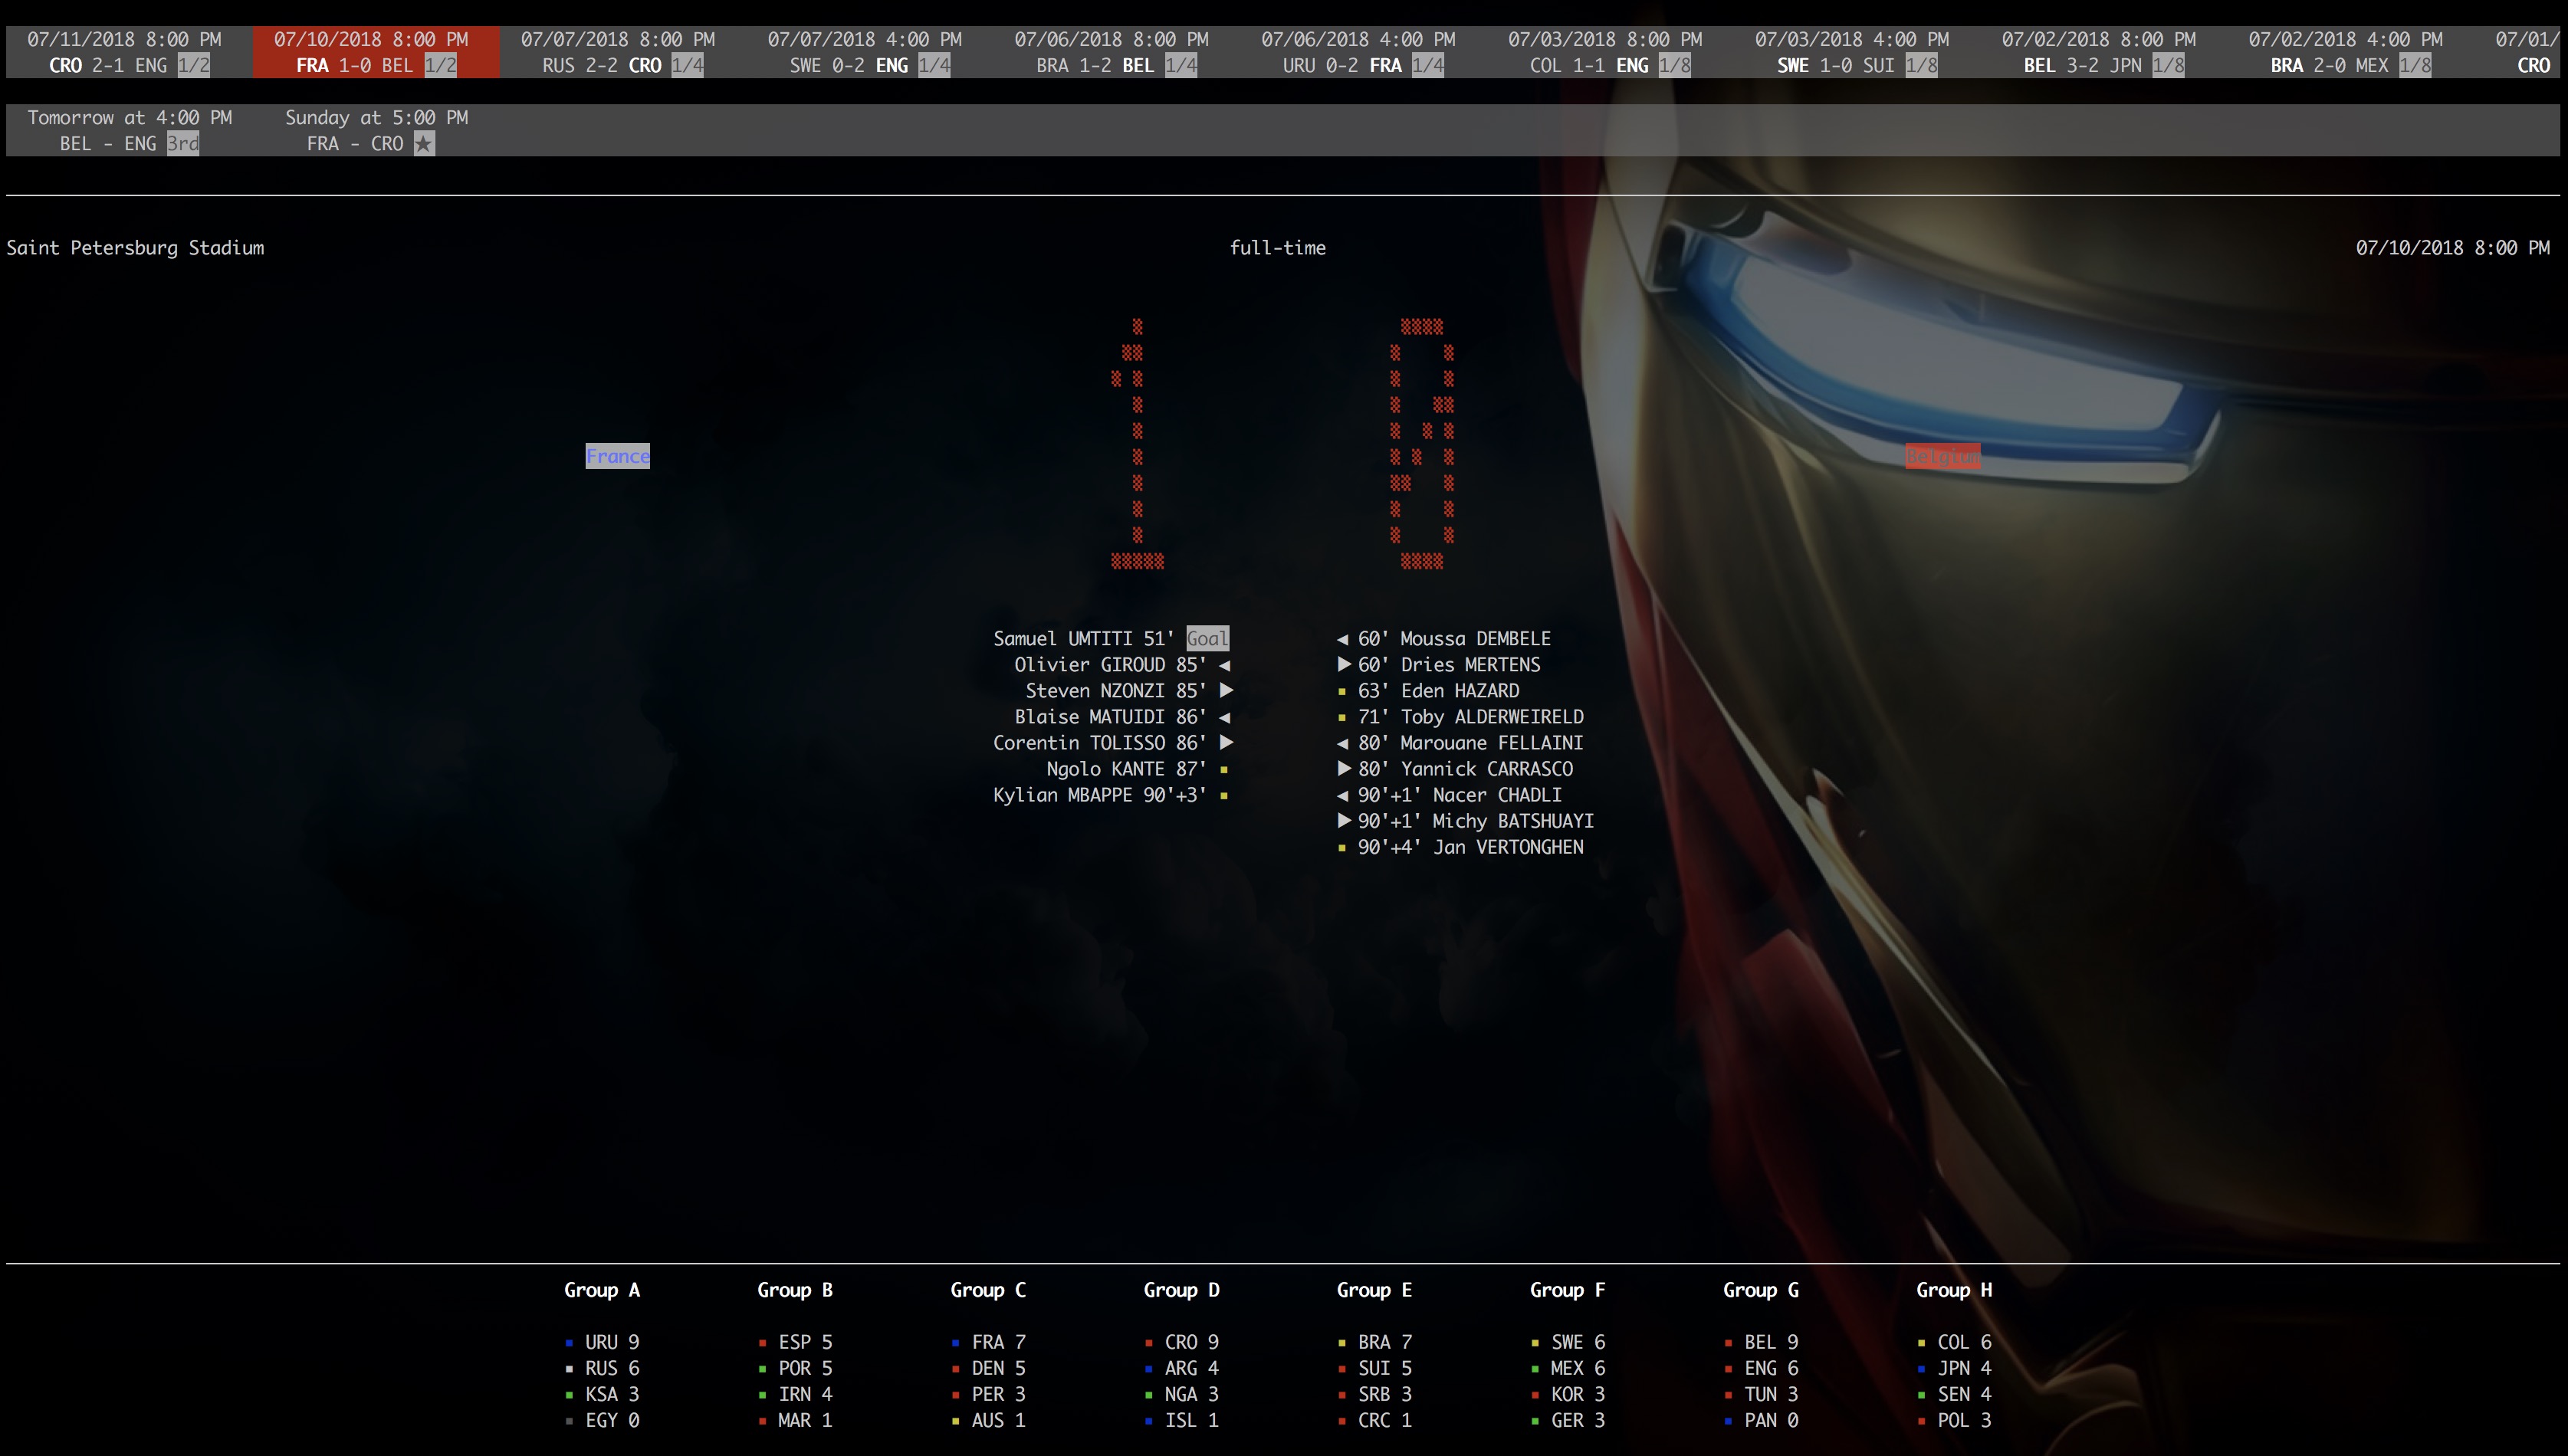 07/11/2018 8:00 PM 07/10/2018 8:00 PM 07/07/2018 8:00 PM 07/07/2018 4:00 PM 07/06/2018 8:00 PM 07/06/2018 4:00 PM 07/03/2018 8:00 PM 07/03/2018 4:00 PM 07/02/2018 8:00 PM 07/02/2018 4:00 PM 07/01/
CRO 2-1 ENG 1/2 FRA 1-0 BEL 1/2 RUS 2-2 CRO 1/4 SWE 0-2 ENG 1/4 BRA 1-2 BEL 1/4 URU 0-2 FRA 1/4 COL 1-1 ENG 1/8 SWE 1-0 SUI 1/8 BEL 3-2 JPN 1/8 BRA 2-0 MEX 1/8 CRO
Tomorrow at 4:00 PM Sunday at 5:00 PM
BEL - ENG 3rd FRA - CRO ★
Saint Petersburg Stadium full-time 07/10/2018 8:00 PM
1 0
France Belgium
Samuel UMTITI 51' Goal ◀ 60' Moussa DEMBELE
Olivier GIROUD 85' ◀ ▶ 60' Dries MERTENS
Steven NZONZI 85' ▶ ▪ 63' Eden HAZARD
Blaise MATUIDI 86' ◀ ▪ 71' Toby ALDERWEIRELD
Corentin TOLISSO 86' ▶ ◀ 80' Marouane FELLAINI
Ngolo KANTE 87' ▪ ▶ 80' Yannick CARRASCO
Kylian MBAPPE 90'+3' ▪ ◀ 90'+1' Nacer CHADLI
▶ 90'+1' Michy BATSHUAYI
▪ 90'+4' Jan VERTONGHEN
Group A Group B Group C Group D Group E Group F Group G Group H
▪ URU 9 ▪ ESP 5 ▪ FRA 7 ▪ CRO 9 ▪ BRA 7 ▪ SWE 6 ▪ BEL 9 ▪ COL 6
▪ RUS 6 ▪ POR 5 ▪ DEN 5 ▪ ARG 4 ▪ SUI 5 ▪ MEX 6 ▪ ENG 6 ▪ JPN 4
▪ KSA 3 ▪ IRN 4 ▪ PER 3 ▪ NGA 3 ▪ SRB 3 ▪ KOR 3 ▪ TUN 3 ▪ SEN 4
▪ EGY 0 ▪ MAR 1 ▪ AUS 1 ▪ ISL 1 ▪ CRC 1 ▪ GER 3 ▪ PAN 0 ▪ POL 3